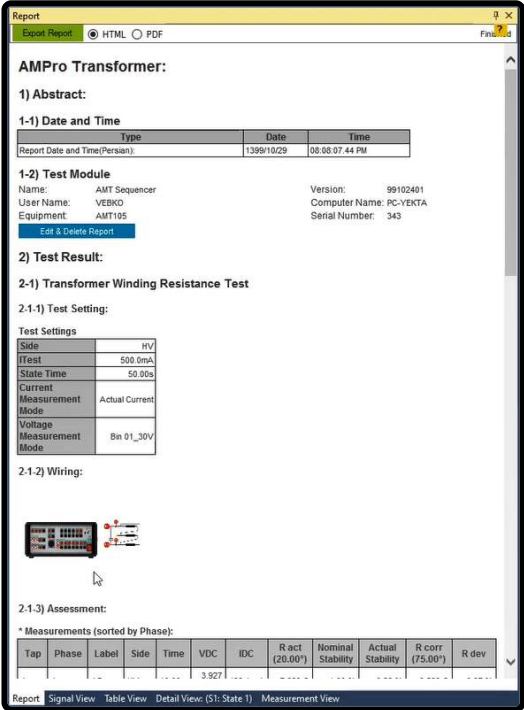 Report
Export Report HTML PDF
AMPro Transformer:
1) Abstract:
1-1) Date and Time
Type Date Time
Report Date and Time(Persian): 1399/10/29 08:08:07.44 PM
1-2) Test Module
Name: AMT Sequencer Version: 99102401
User Name: VEBKO Computer Name: PC-YEKTA
Equipment: AMT105 Serial Number: 343
Edit & Delete Report
2) Test Result:
2-1) Transformer Winding Resistance Test
2-1-1) Test Setting:
Test Settings
Side HV
ITest 500.0mA
State Time 50.00s
Current
Measurement Actual Current
Mode
Voltage
Measurement Bin 01_30V
Mode
2-1-2) Wiring:
2-1-3) Assessment:
* Measurements (sorted by Phase):
Tap Phase Label Side Time VDC IDC R act (20.00°) Nominal Stability Actual Stability R corr (75.00°) R dev
3.927
Report Signal View Table View Detail View: (S1: State 1) Measurement View